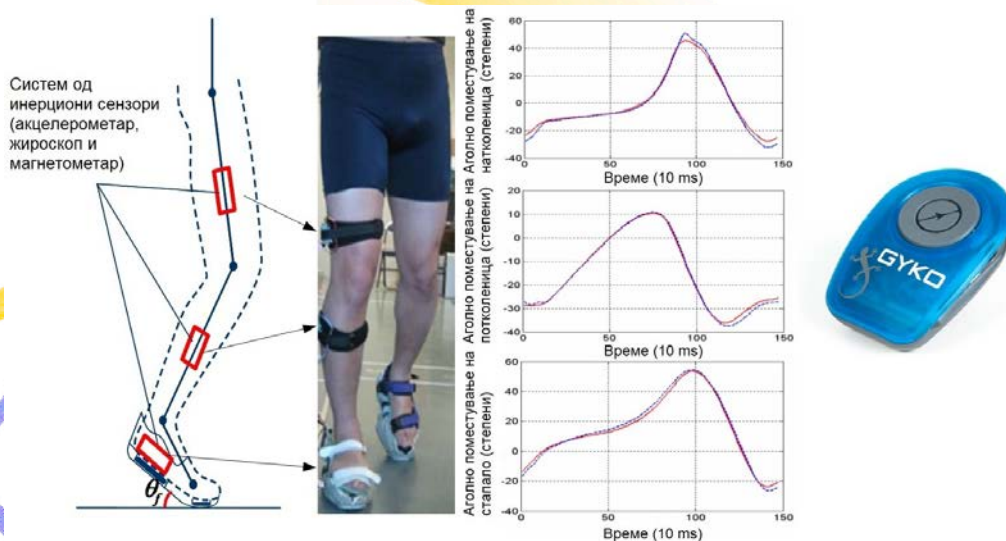 Систем од
инерциони сензори
(акцелерометар,
жироскоп и
магнетометар)
θf
Аголно поместување на
натколеница (степени)
60
40
20
0
-20
-40
0
50
100
150
Време (10 ms)
Аголно поместување на
потколеница (степени)
20
10
0
-10
-20
-30
-40
0
50
100
150
Време (10 ms)
Аголно поместување на
стапало (степени)
60
40
20
0
-20
-40
0
50
100
150
Време (10 ms)
GYKO